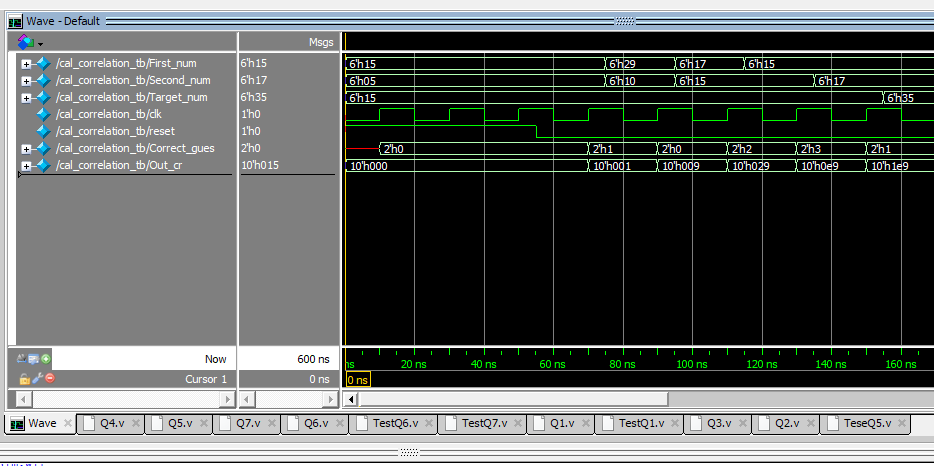 Wave - Default
Msgs
/cal_correlation_tb/First_num 6'h15 6'h15 6'h29 6'h17 6'h15
/cal_correlation_tb/Second_num 6'h17 6'h05 6'h10 6'h15 6'h17
/cal_correlation_tb/Target_num 6'h35 6'h15 6'h35
/cal_correlation_tb/clk 1'h0
/cal_correlation_tb/reset 1'h0
/cal_correlation_tb/Correct_gues 2'h0 2'h0 2'h1 2'h0 2'h2 2'h3 2'h1
/cal_correlation_tb/Out_cr 10'h015 10'h000 10'h001 10'h009 10'h029 10'h0e9 10'h1e9
Now 600 ns ns 20 ns 40 ns 60 ns 80 ns 100 ns 120 ns 140 ns 160 ns
Cursor 1 0 ns 0 ns
Wave Q4.v Q5.v Q7.v Q6.v TestQ6.v TestQ7.v Q1.v TestQ1.v Q3.v Q2.v TeseQ5.v